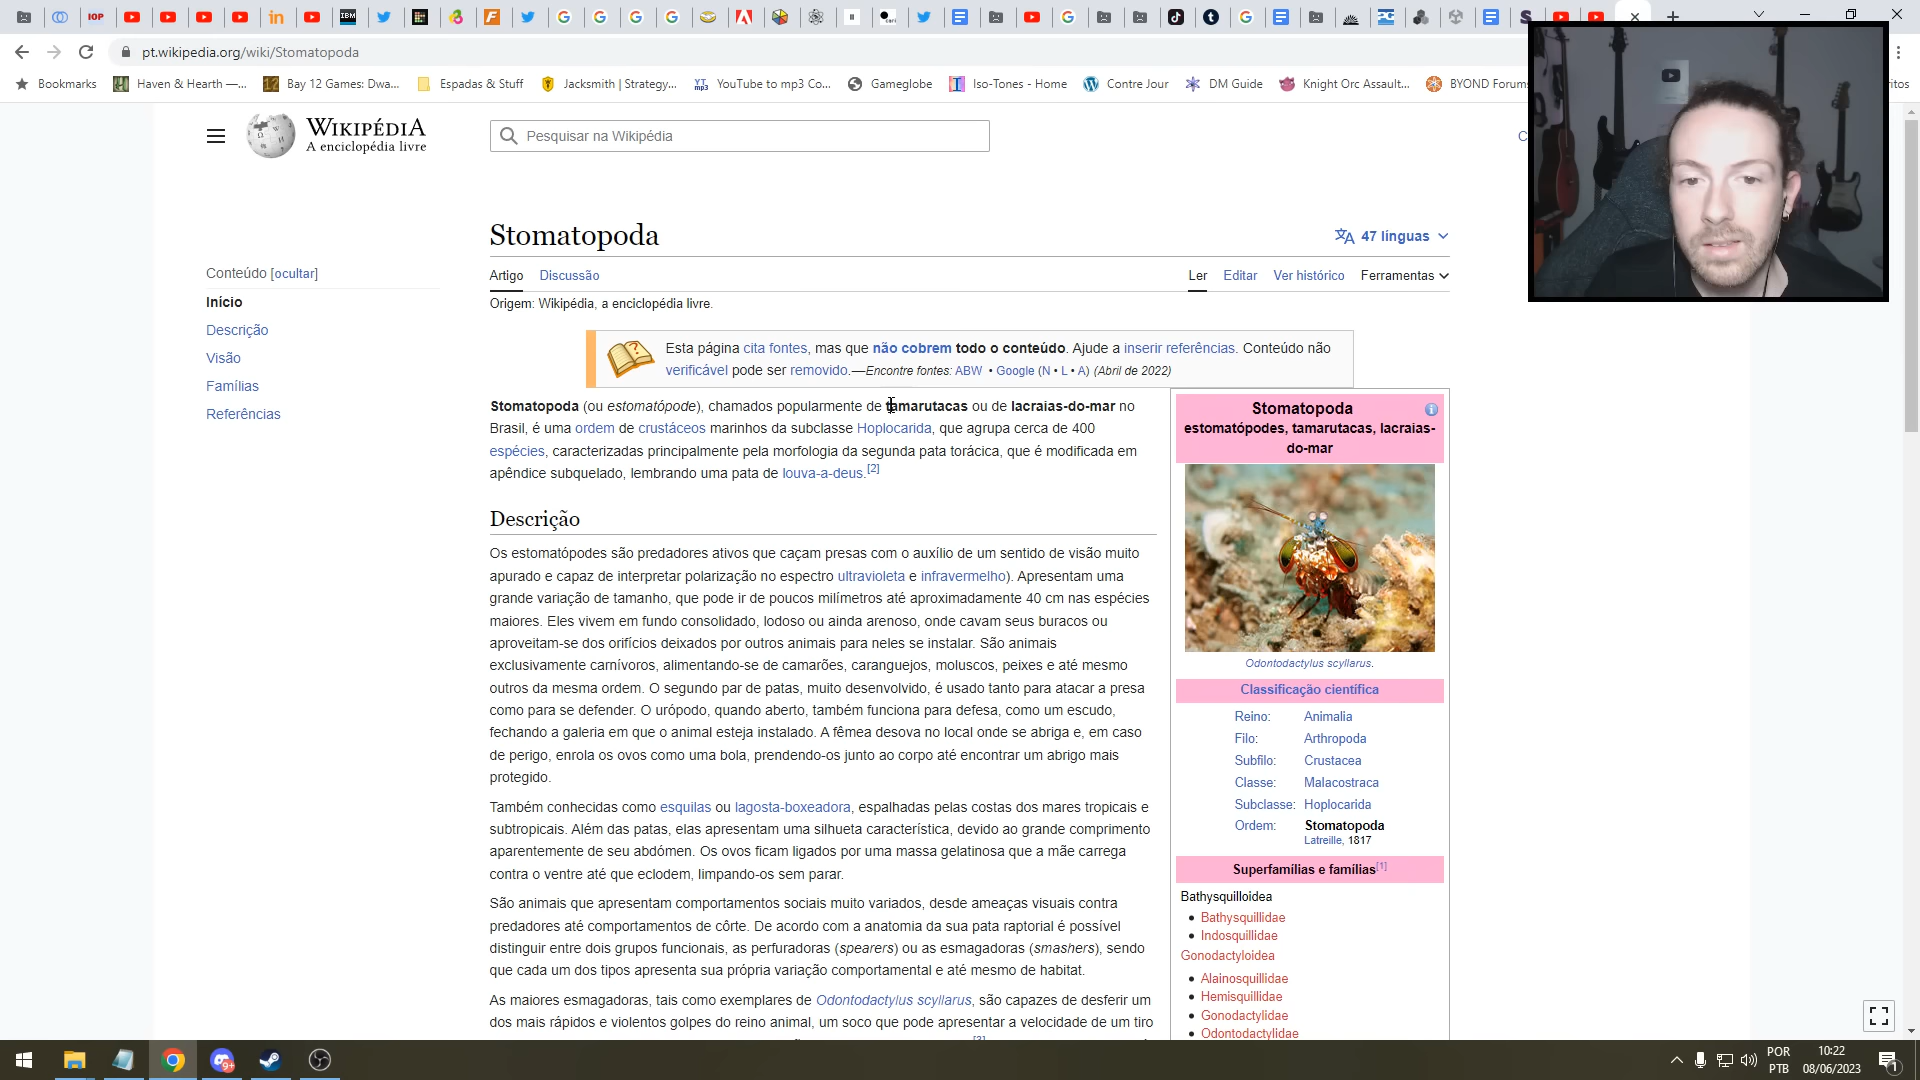 IOP
in
IBM
pt.wikipedia.org/wiki/Stomatopoda
Bookmarks
Haven & Hearth —...
Bay 12 Games: Dwa...
Espadas & Stuff
Jacksmith | Strategy...
YouTube to mp3 Co...
Gameglobe
Iso-Tones - Home
Contre Jour
DM Guide
Knight Orc Assault...
BYOND Forums
ritos
WIKIPÉDIA
A enciclopédia livre
Pesquisar na Wikipédia
C
Stomatopoda
47 línguas
Artigo
Discussão
Ler
Editar
Ver histórico
Ferramentas
Origem: Wikipédia, a enciclopédia livre.
Conteúdo [ocultar]
Início
Descrição
Visão
Famílias
Referências
Esta página cita fontes, mas que não cobrem todo o conteúdo. Ajude a inserir referências. Conteúdo não
verificável pode ser removido.—Encontre fontes: ABW • Google (N • L • A) (Abril de 2022)
Stomatopoda (ou estomatópode), chamados popularmente de tamarutacas ou de lacraias-do-mar no
Brasil, é uma ordem de crustáceos marinhos da subclasse Hoplocarida, que agrupa cerca de 400
espécies, caracterizadas principalmente pela morfologia da segunda pata torácica, que é modificada em
apêndice subquelado, lembrando uma pata de louva-a-deus.[2]
Descrição
Os estomatópodes são predadores ativos que caçam presas com o auxílio de um sentido de visão muito
apurado e capaz de interpretar polarização no espectro ultravioleta e infravermelho). Apresentam uma
grande variação de tamanho, que pode ir de poucos milímetros até aproximadamente 40 cm nas espécies
maiores. Eles vivem em fundo consolidado, lodoso ou ainda arenoso, onde cavam seus buracos ou
aproveitam-se dos orifícios deixados por outros animais para neles se instalar. São animais
exclusivamente carnívoros, alimentando-se de camarões, caranguejos, moluscos, peixes e até mesmo
outros da mesma ordem. O segundo par de patas, muito desenvolvido, é usado tanto para atacar a presa
como para se defender. O urópodo, quando aberto, também funciona para defesa, como um escudo,
fechando a galeria em que o animal esteja instalado. A fêmea desova no local onde se abriga e, em caso
de perigo, enrola os ovos como uma bola, prendendo-os junto ao corpo até encontrar um abrigo mais
protegido.
Também conhecidas como esquilas ou lagosta-boxeadora, espalhadas pelas costas dos mares tropicais e
subtropicais. Além das patas, elas apresentam uma silhueta característica, devido ao grande comprimento
aparentemente de seu abdómen. Os ovos ficam ligados por uma massa gelatinosa que a mãe carrega
contra o ventre até que eclodem, limpando-os sem parar.
São animais que apresentam comportamentos sociais muito variados, desde ameaças visuais contra
predadores até comportamentos de côrte. De acordo com a anatomia da sua pata raptorial é possível
distinguir entre dois grupos funcionais, as perfuradoras (spearers) ou as esmagadoras (smashers), sendo
que cada um dos tipos apresenta sua própria variação comportamental e até mesmo de habitat.
As maiores esmagadoras, tais como exemplares de Odontodactylus scyllarus, são capazes de desferir um
dos mais rápidos e violentos golpes do reino animal, um soco que pode apresentar a velocidade de um tiro
Stomatopoda
estomatópodes, tamarutacas, lacraias-
do-mar
Odontodactylus scyllarus.
Classificação científica
Reino: Animalia
Filo: Arthropoda
Subfilo: Crustacea
Classe: Malacostraca
Subclasse: Hoplocarida
Ordem: Stomatopoda
Latreille, 1817
Superfamílias e famílias[1]
Bathysquilloidea
Bathysquillidae
Indosquillidae
Gonodactyloidea
Alainosquillidae
Hemisquillidae
Gonodactylidae
Odontodactylidae
9+
POR
PTB
10:22
08/06/2023
1